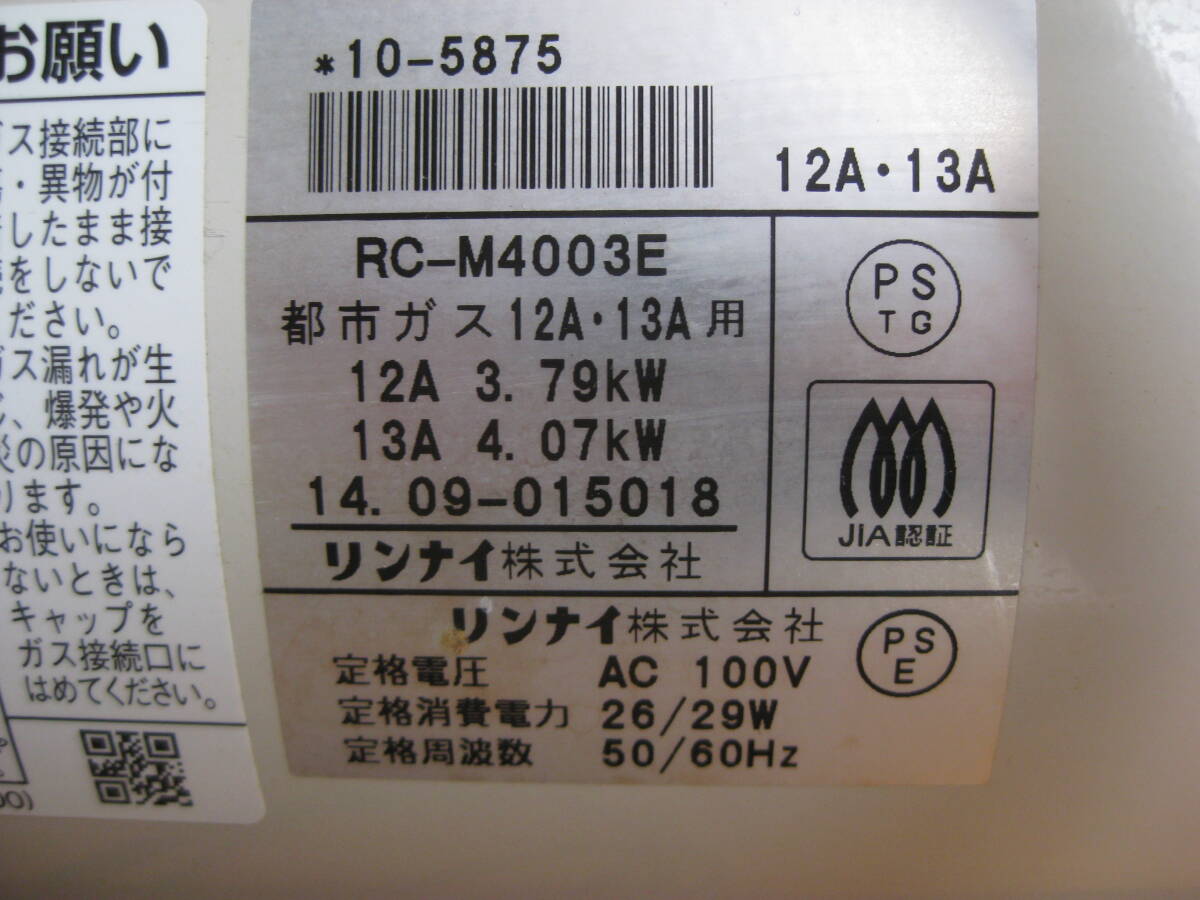 お願い
ス接続部に
・異物が付
したまま接
をしないで
ださい。
ス漏れが生
、爆発や火
災の原因にな
ります。
お使いになら
ないときは、
キャップを
ガス接続口に
はめてください。
*10-5875
12A・13A
RC-M4003E
都市ガス12A・13A用
12A 3.79kW
13A 4.07kW
14.09-015018
リンナイ株式会社
PS
TG
JIA認証
リンナイ株式会社
定格電圧 AC 100V
定格消費電力 26/29W
定格周波数 50/60Hz
PS
E